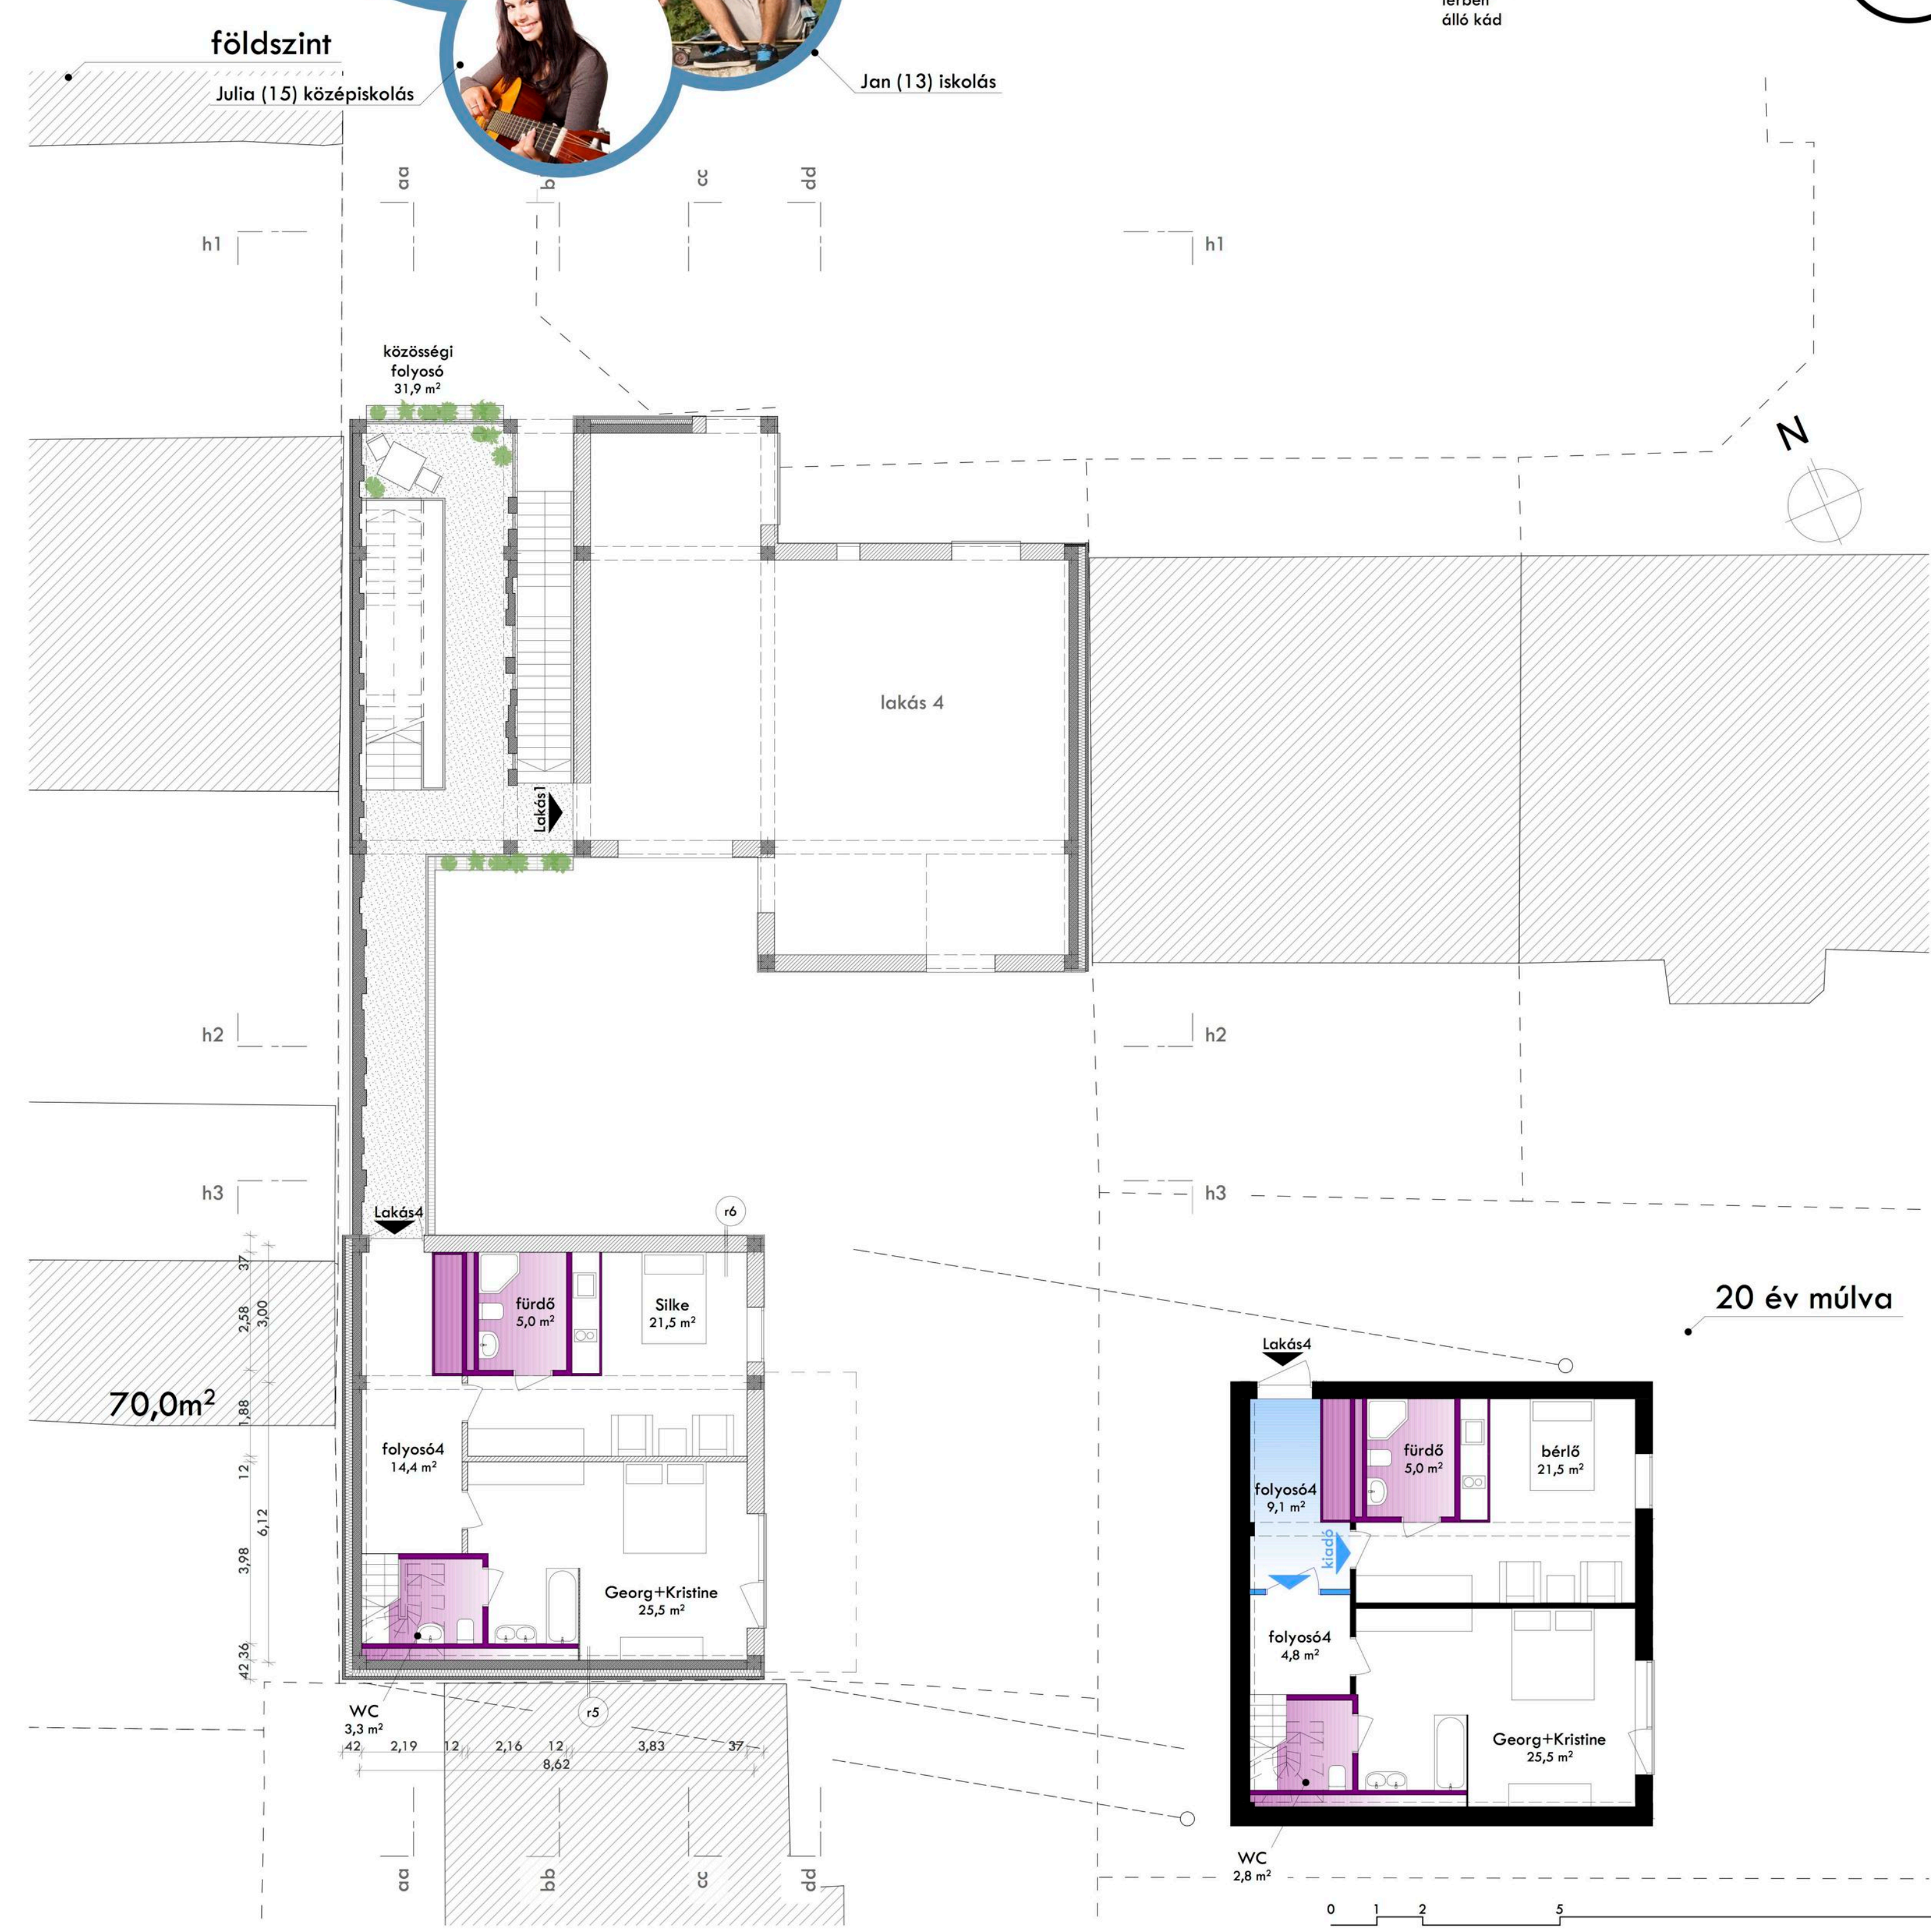 térben
álló kád
földszint
Julia (15) középiskolás
Jan (13) iskolás
aa
cc
dd
h1
h1
közösségi
folyosó
31,9 m²
N
lakás 4
Lakás1
h2
h2
h3
h3
Lakás4
r6
fürdő
5,0 m²
Silke
21,5 m²
37
2,58
3,00
1,88
12
6,12
3,98
36
42
70,0m²
folyosó4
14,4 m²
Georg+Kristine
25,5 m²
WC
3,3 m²
r5
42
2,19
12
2,16
12
3,83
37
8,62
aa
bb
cc
dd
20 év múlva
Lakás4
fürdő
5,0 m²
bérlő
21,5 m²
folyosó4
9,1 m²
kiadó
folyosó4
4,8 m²
Georg+Kristine
25,5 m²
WC
2,8 m²
0 1 2 5